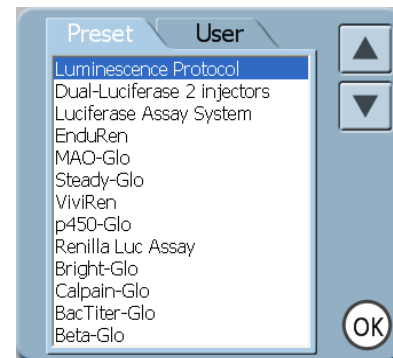 Preset User
Luminescence Protocol
Dual-Luciferase 2 injectors
Luciferase Assay System
EnduRen
MAO-Glo
Steady-Glo
ViviRen
p450-Glo
Renilla Luc Assay
Bright-Glo
Calpain-Glo
BacTiter-Glo
Beta-Glo
OK